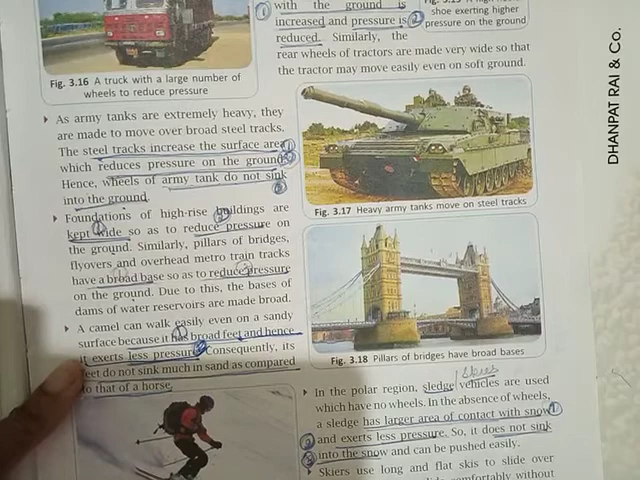 with the ground is
increased and pressure is
reduced. Similarly, the
rear wheels of tractors are made very wide so that
the tractor may move easily even on soft ground.
shoe exerting higher
pressure on the ground
Fig. 3.16 A truck with a large number of
wheels to reduce pressure
As army tanks are extremely heavy, they
are made to move over broad steel tracks.
The steel tracks increase the surface area
which reduces pressure on the ground.
Hence, wheels of army tank do not sink
into the ground.
Fig. 3.17 Heavy army tanks move on steel tracks
Foundations of high-rise buildings are
kept wide so as to reduce pressure on
the ground. Similarly, pillars of bridges,
flyovers and overhead metro train tracks
have a broad base so as to reduce pressure
on the ground. Due to this, the bases of
dams of water reservoirs are made broad.
A camel can walk easily even on a sandy
surface because it has broad feet and hence
it exerts less pressure. Consequently, its
feet do not sink much in sand as compared
to that of a horse.
Fig. 3.18 Pillars of bridges have broad bases
skies
In the polar region, sledge vehicles are used
which have no wheels. In the absence of wheels,
a sledge has larger area of contact with snow
and exerts less pressure. So, it does not sink
into the snow and can be pushed easily.
Skiers use long and flat skis to slide over
comfortably without
DHANPAT RAI & Co.